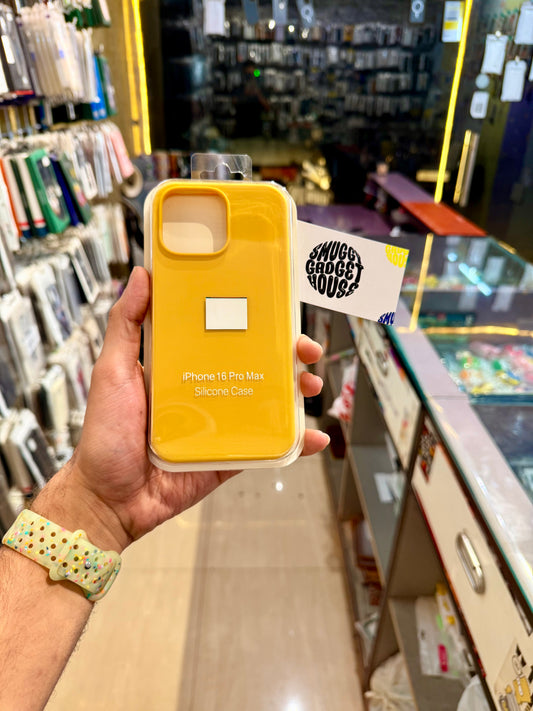 iPhone 16 Pro Max
Silicone Case
SMUGG
GADGET
HOUSE